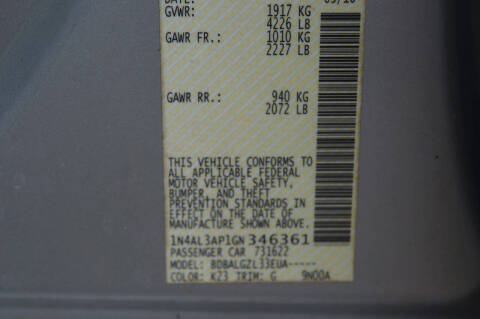 DATE:
GVWR: 1917 KG
4226 LB
GAWR FR.: 1010 KG
2227 LB
GAWR RR.: 940 KG
2072 LB
THIS VEHICLE CONFORMS TO
ALL APPLICABLE FEDERAL
MOTOR VEHICLE SAFETY,
BUMPER, AND THEFT
PREVENTION STANDARDS IN
EFFECT ON THE DATE OF
MANUFACTURE SHOWN ABOVE.
1N4AL3AP1GN346361
PASSENGER CAR 731622
MODEL: BDBALGZL33EUA-----
COLOR: K23 TRIM: G 9N00A